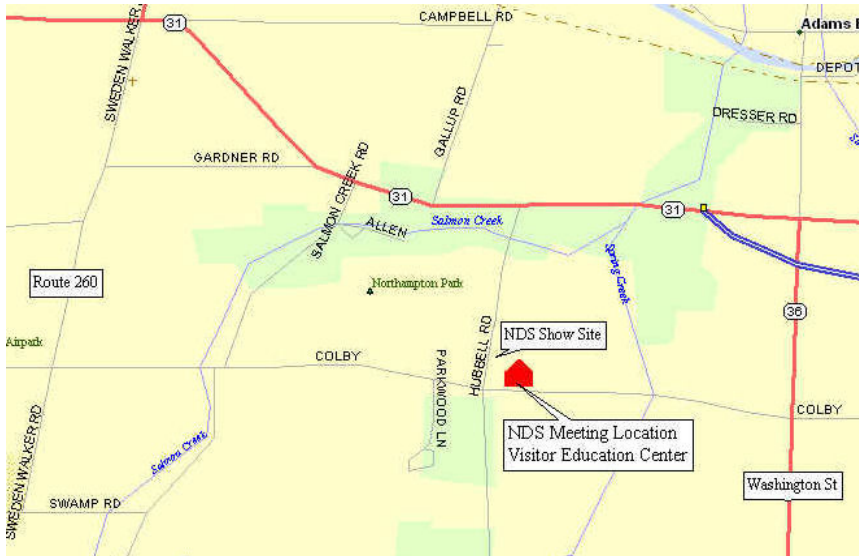 CAMPBELL RD
31
Adams
DEPOT
SWEDEN WALKER
DRESSER RD
GALLUP RD
GARDNER RD
SALMON CREEK RD
31
31
ALLEN
Salmon Creek
Spring Creek
Route 260
Northampton Park
36
Airpark
NDS Show Site
COLBY
HUBBELL RD
PARKWOOD LN
COLBY
NDS Meeting Location
Visitor Education Center
Salmon Creek
SWEDEN WALKER RD
Washington St
SWAMP RD